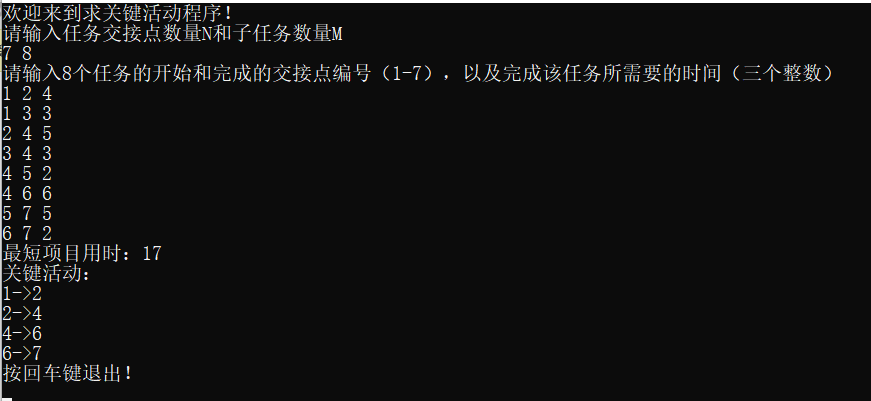 欢迎来到求关键活动程序!
请输入任务交接点数量N和子任务数量M
7 8
请输入8个任务的开始和完成的交接点编号（1-7），以及完成该任务所需要的时间（三个整数）
1 2 4
1 3 3
2 4 5
3 4 3
4 5 2
4 6 6
5 7 5
6 7 2
最短项目用时：17
关键活动：
1->2
2->4
4->6
6->7
按回车键退出!